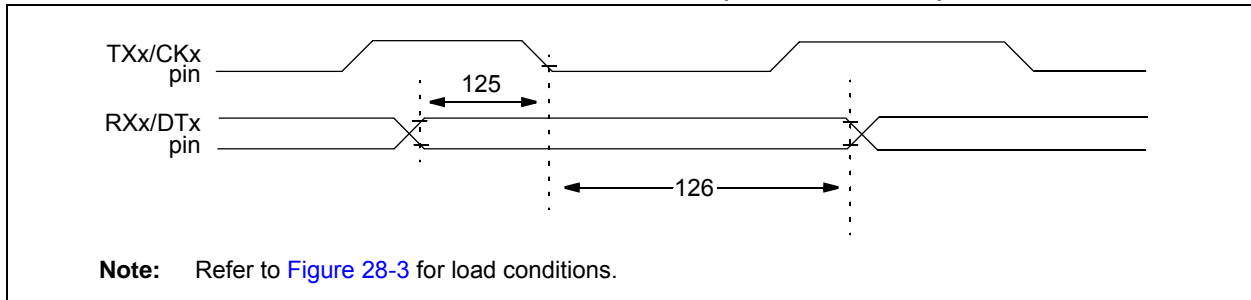 TXx/CKx
pin
125
RXx/DTx
pin
126
Note: Refer to Figure 28-3 for load conditions.